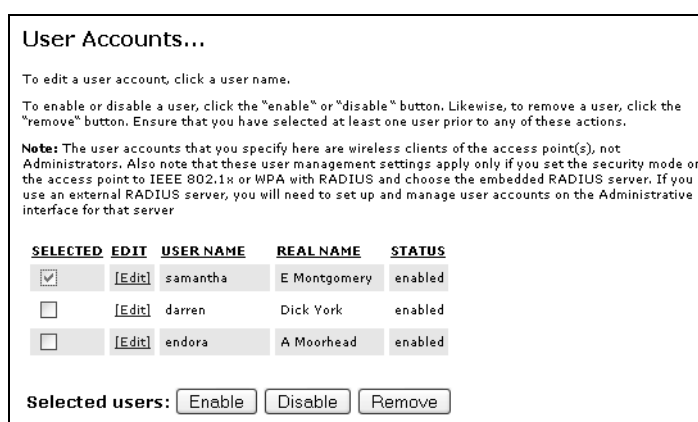 User Accounts...
To edit a user account, click a user name.
To enable or disable a user, click the "enable" or "disable" button. Likewise, to remove a user, click the
"remove" button. Ensure that you have selected at least one user prior to any of these actions.
Note: The user accounts that you specify here are wireless clients of the access point(s), not
Administrators. Also note that these user management settings apply only if you set the security mode on
the access point to IEEE 802.1x or WPA with RADIUS and choose the embedded RADIUS server. If you
use an external RADIUS server, you will need to set up and manage user accounts on the Administrative
interface for that server
SELECTED EDIT USER NAME REAL NAME STATUS
[Edit] samantha E Montgomery enabled
[Edit] darren Dick York enabled
[Edit] endora A Moorhead enabled
Selected users: Enable Disable Remove